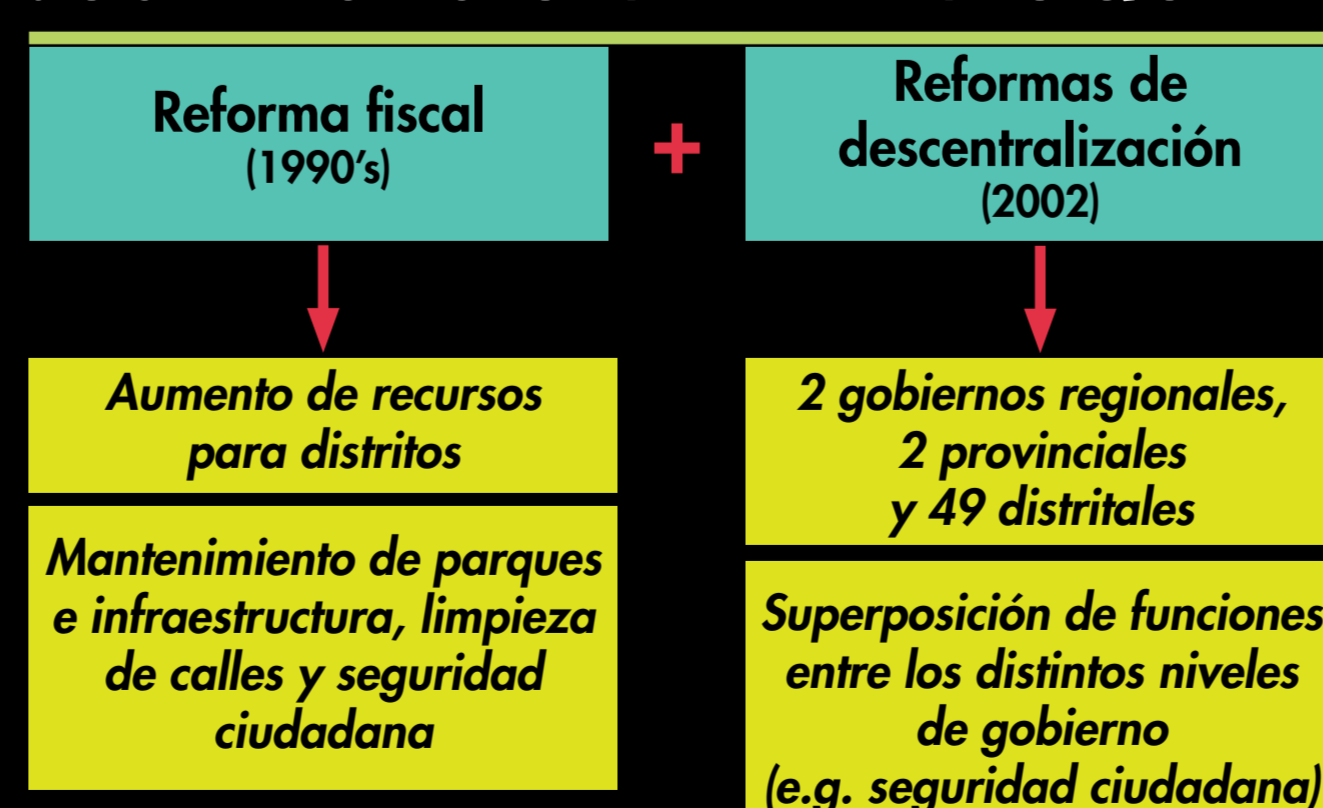 Reforma fiscal
(1990's)
+
Reformas de
descentralización
(2002)
Aumento de recursos
para distritos
Mantenimiento de parques
e infraestructura, limpieza
de calles y seguridad
ciudadana
2 gobiernos regionales,
2 provinciales
y 49 distritales
Superposición de funciones
entre los distintos niveles
de gobierno
(e.g. seguridad ciudadana)